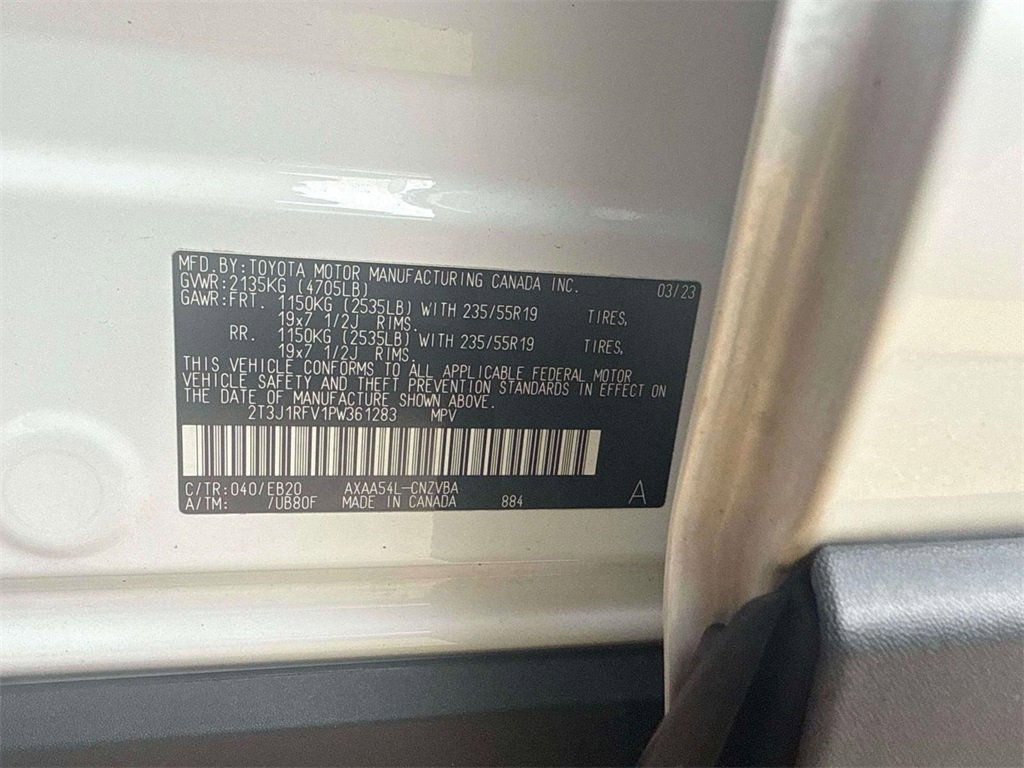 MFD.BY:TOYOTA MOTOR MANUFACTURING CANADA INC. 03/23
GVWR:2135KG (4705LB)
GAWR:FRT. 1150KG (2535LB) WITH 235/55R19 TIRES,
19x7 1/2J RIMS.
RR. 1150KG (2535LB) WITH 235/55R19 TIRES,
19x7 1/2J RIMS.
THIS VEHICLE CONFORMS TO ALL APPLICABLE FEDERAL MOTOR
VEHICLE SAFETY AND THEFT PREVENTION STANDARDS IN EFFECT ON
THE DATE OF MANUFACTURE SHOWN ABOVE.
2T3J1RFV1PW361283 MPV
C/TR:040/EB20 AXAA54L-CNZVBA
A/TM: /UB80F MADE IN CANADA 884 A